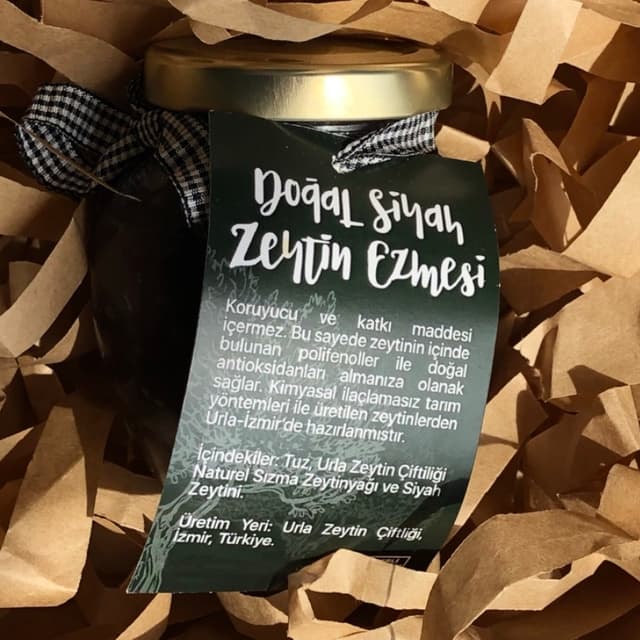 Doğal Siyah
Zeytin Ezmesi
Koruyucu ve katkı maddesi
içermez. Bu sayede zeytinin içinde
bulunan polifenoller ile doğal
antioksidanları almanıza olanak
sağlar. Kimyasal ilaçlamasız tarım
yöntemleri ile üretilen zeytinlerden
Urla-İzmir'de hazırlanmıştır.
İçindekiler: Tuz, Urla Zeytin Çiftiliği
Naturel Sızma Zeytinyağı ve Siyah
Zeytini.
Üretim Yeri: Urla Zeytin Çiftliği,
İzmir, Türkiye.